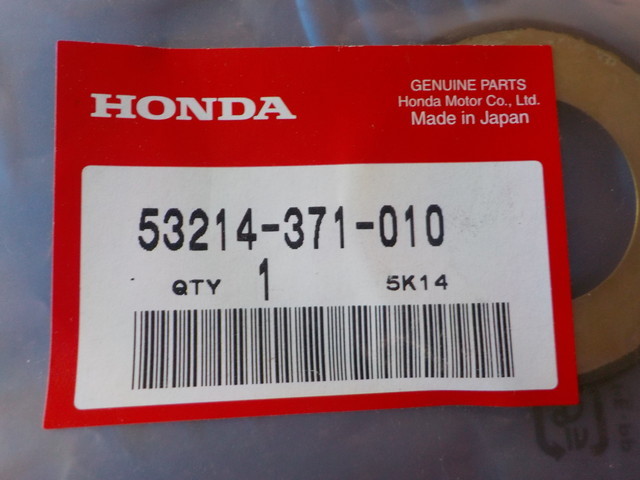 HONDA
GENUINE PARTS
Honda Motor Co., Ltd.
Made in Japan
53214-371-010
QTY 1 5K14